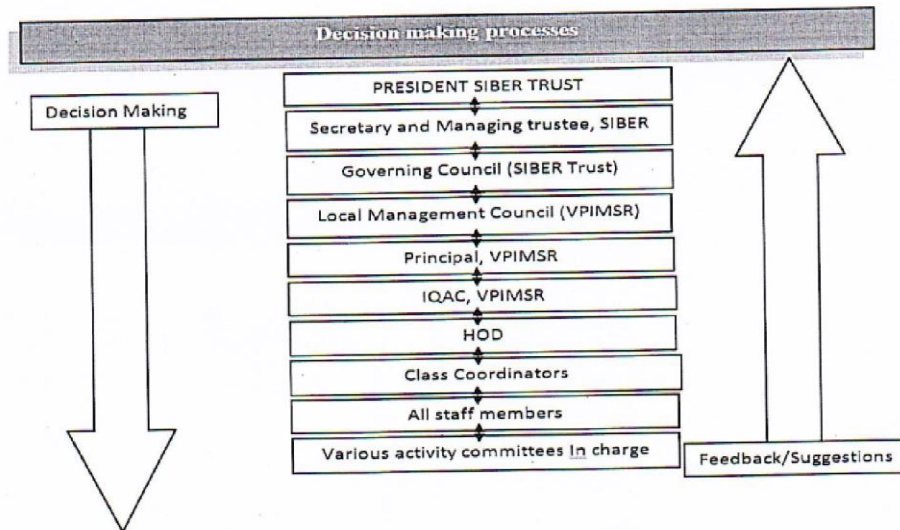 Decision making processes
Decision Making
PRESIDENT SIBER TRUST
Secretary and Managing trustee, SIBER
Governing Council (SIBER Trust)
Local Management Council (VPIMSR)
Principal, VPIMSR
IQAC, VPIMSR
HOD
Class Coordinators
All staff members
Various activity committees In charge
Feedback/Suggestions